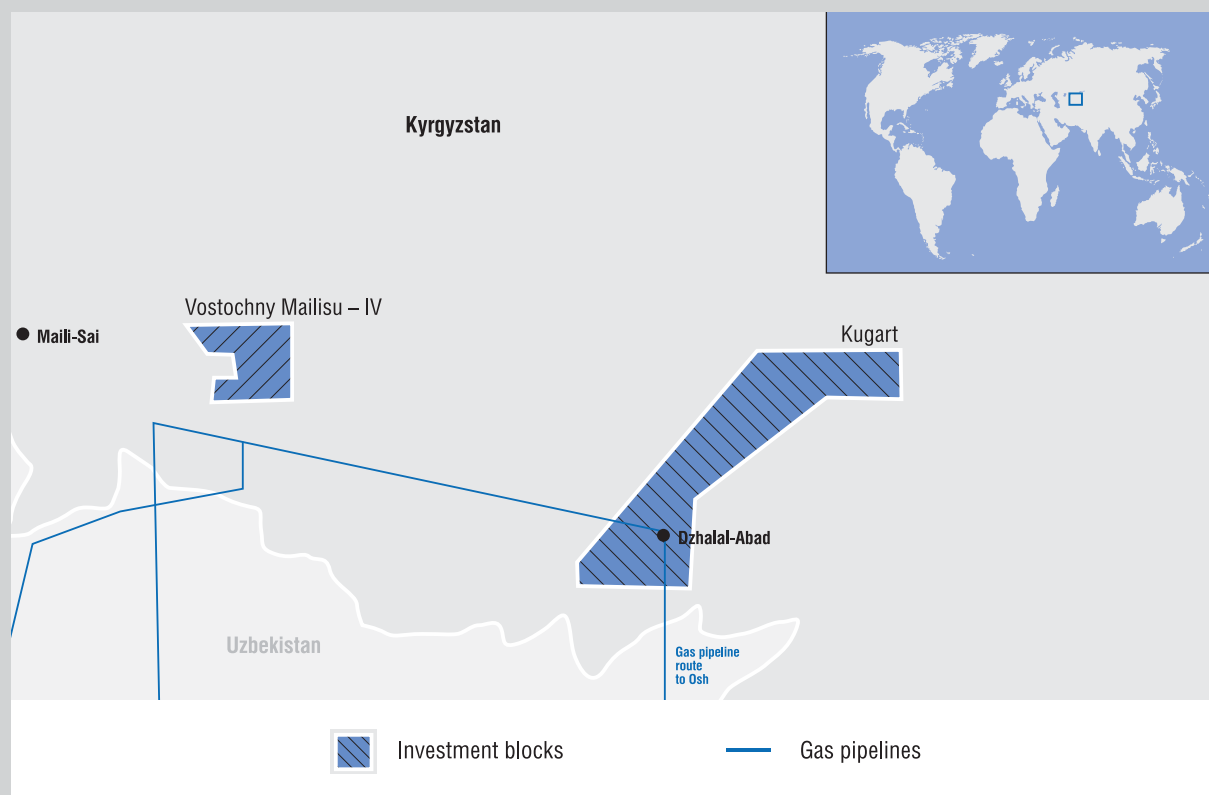 Kyrgyzstan
Vostochny Mailisu – IV
Maili-Sai
Kugart
Dzhalal-Abad
Uzbekistan
Gas pipeline
route
to Osh
Investment blocks
Gas pipelines